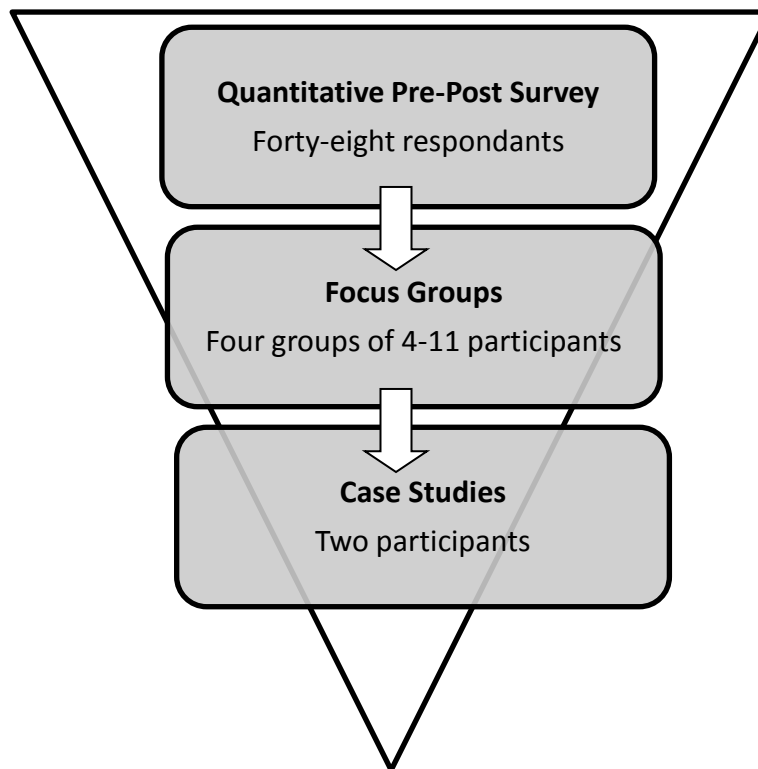 Quantitative Pre-Post Survey
Forty-eight respondants
Focus Groups
Four groups of 4-11 participants
Case Studies
Two participants